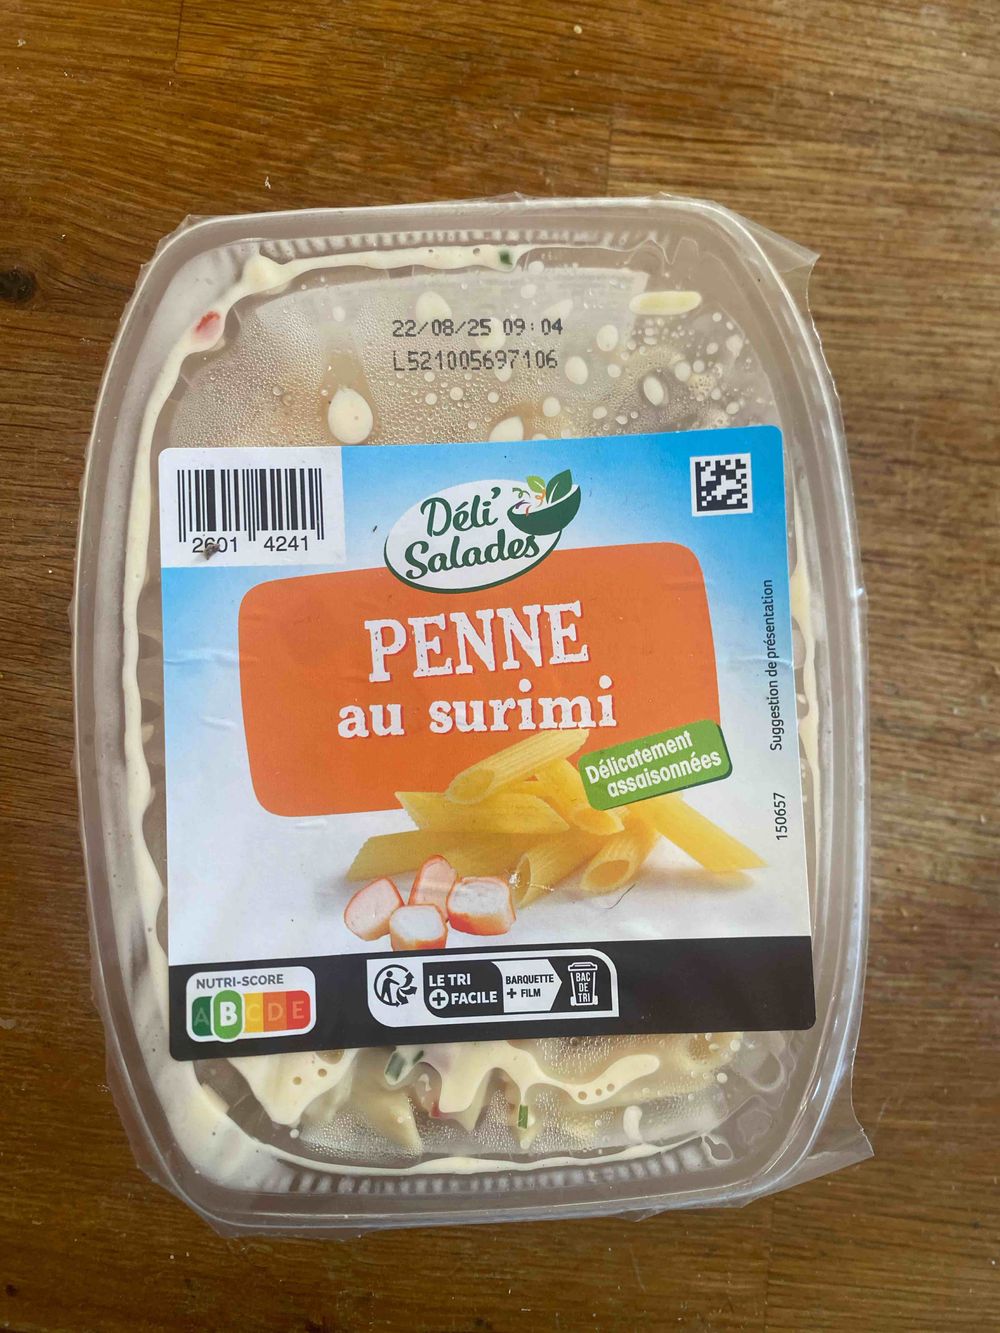 22/08/25 09:04
L521005697106
2601 4241
Déli'
Salades
PENNE
au surimi
Délicatement
assaisonnées
Suggestion de présentation
150657
NUTRI-SCORE
A B C D E
LE TRI
+ FACILE
BARQUETTE
+ FILM
BAC
DE
TRI